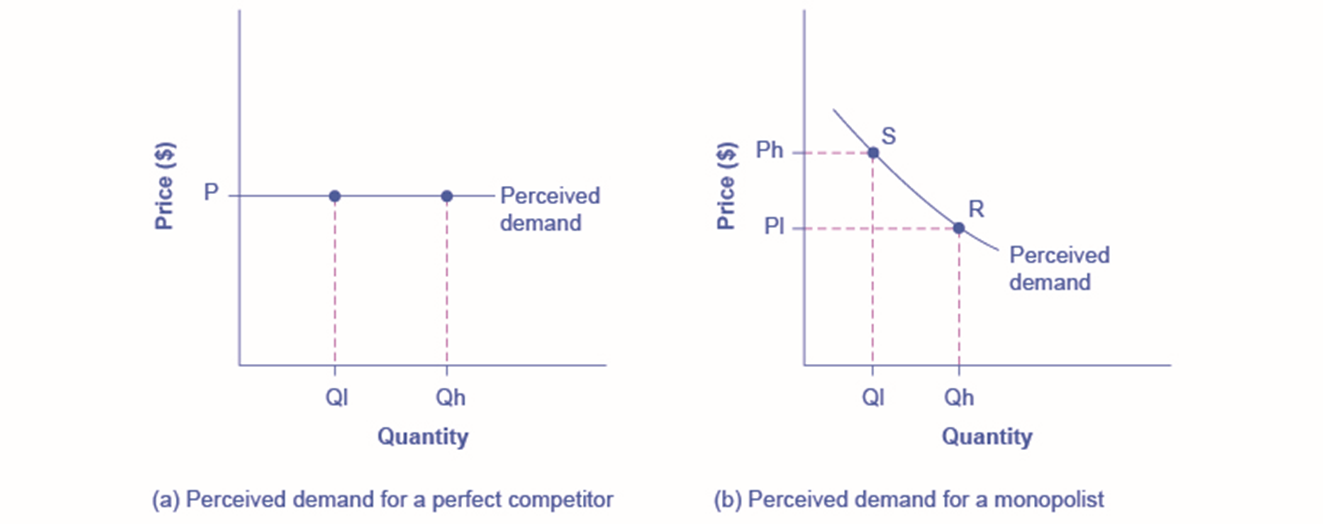 Price ($)
P
Perceived
demand
Ql
Qh
Quantity
(a) Perceived demand for a perfect competitor
Price ($)
Ph
Pl
S
R
Perceived
demand
Ql
Qh
Quantity
(b) Perceived demand for a monopolist